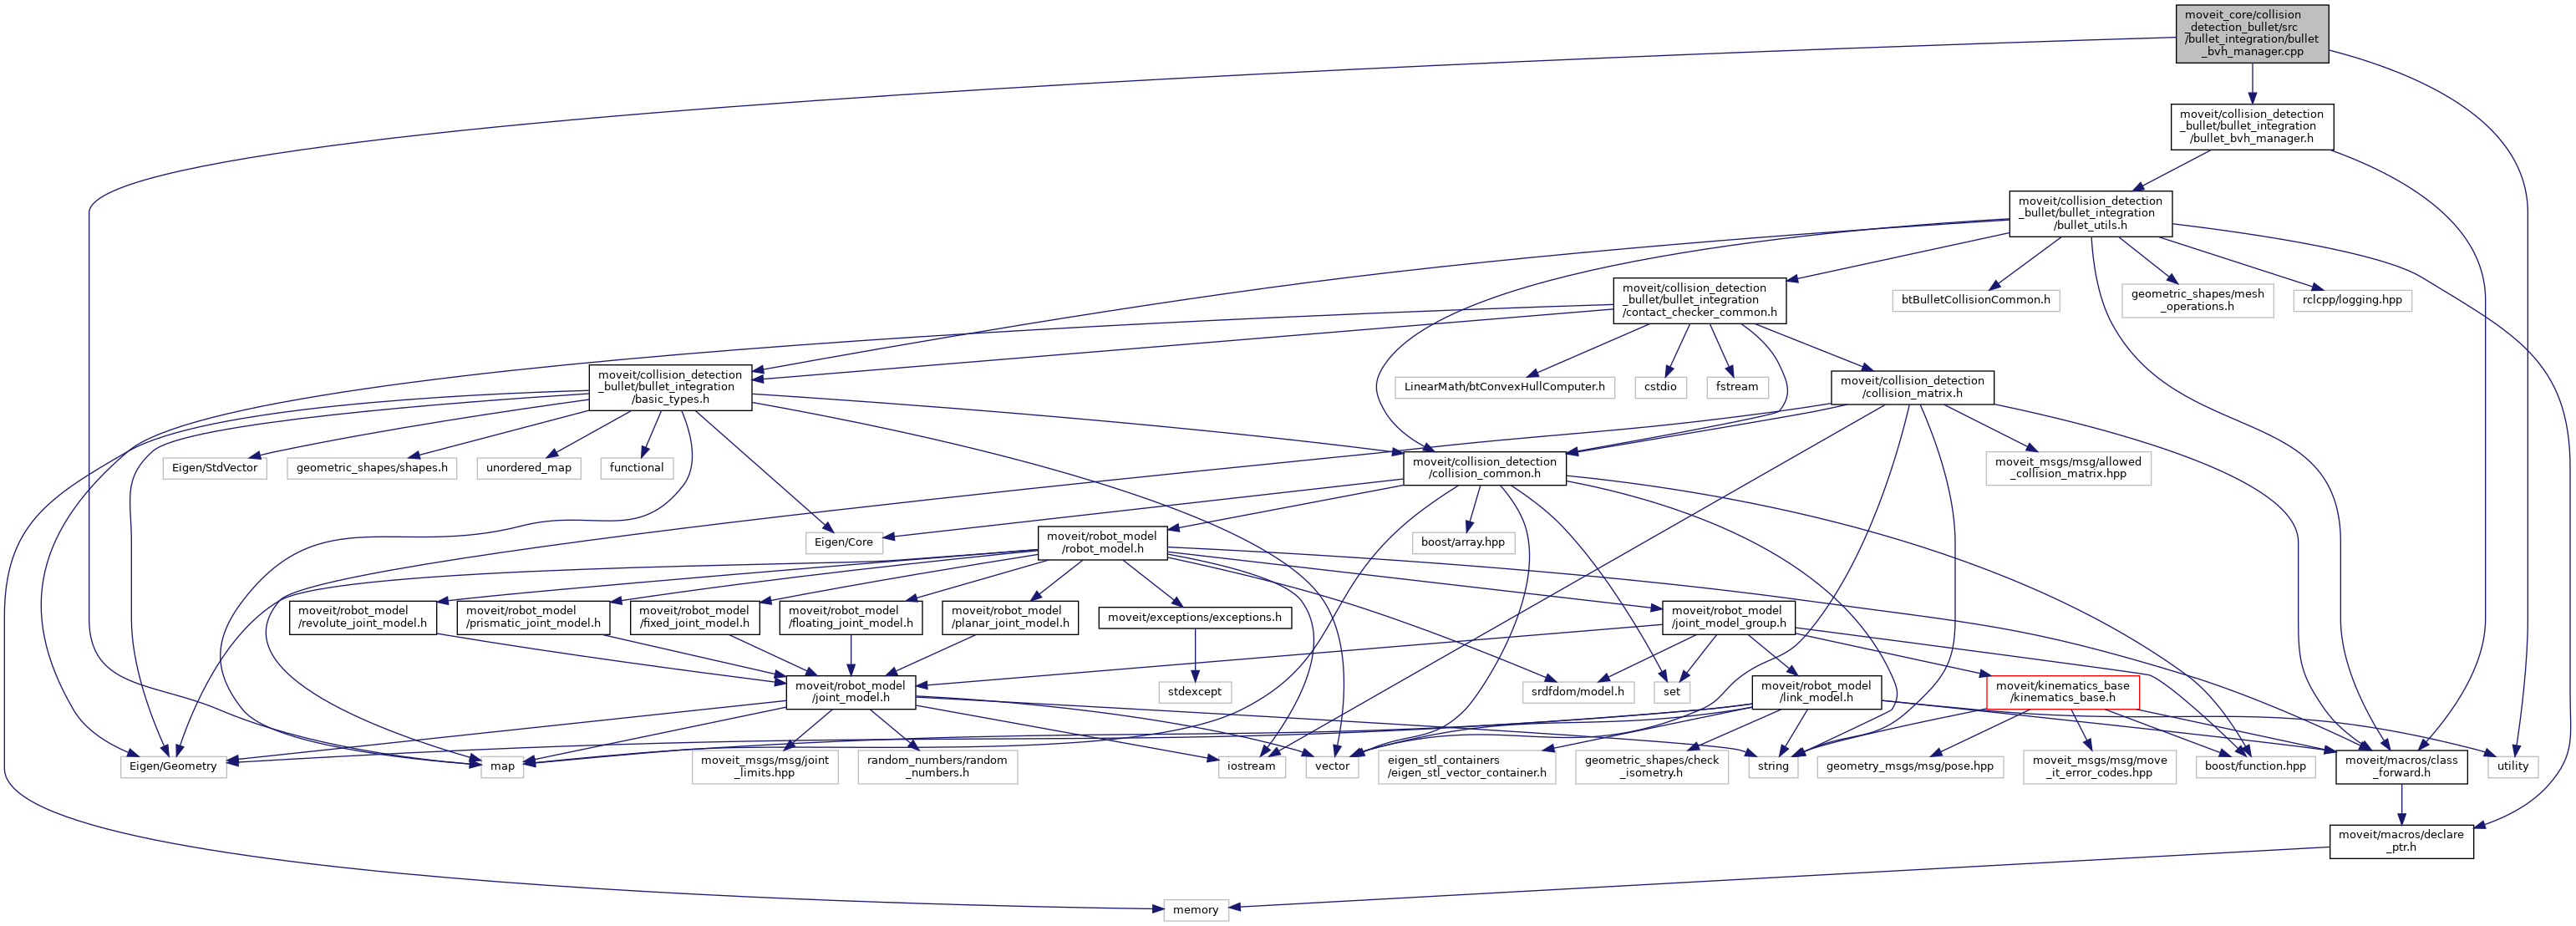 moveit_core/collision
_detection_bullet/src
/bullet_integration/bullet
_bvh_manager.cpp
moveit/collision_detection
_bullet/bullet_integration
/bullet_bvh_manager.h
moveit/collision_detection
_bullet/bullet_integration
/bullet_utils.h
moveit/collision_detection
_bullet/bullet_integration
/contact_checker_common.h
btBulletCollisionCommon.h
geometric_shapes/mesh
_operations.h
rclcpp/logging.hpp
moveit/collision_detection
_bullet/bullet_integration
/basic_types.h
LinearMath/btConvexHullComputer.h
cstdio
fstream
moveit/collision_detection
/collision_matrix.h
Eigen/StdVector
geometric_shapes/shapes.h
unordered_map
functional
moveit/collision_detection
/collision_common.h
moveit_msgs/msg/allowed
_collision_matrix.hpp
Eigen/Core
moveit/robot_model
/robot_model.h
boost/array.hpp
moveit/robot_model
/revolute_joint_model.h
moveit/robot_model
/prismatic_joint_model.h
moveit/robot_model
/fixed_joint_model.h
moveit/robot_model
/floating_joint_model.h
moveit/robot_model
/planar_joint_model.h
moveit/exceptions/exceptions.h
moveit/robot_model
/joint_model_group.h
moveit/robot_model
/joint_model.h
stdexcept
srdfdom/model.h
set
moveit/robot_model
/link_model.h
moveit/kinematics_base
/kinematics_base.h
Eigen/Geometry
map
moveit_msgs/msg/joint
_limits.hpp
random_numbers/random
_numbers.h
iostream
vector
eigen_stl_containers
/eigen_stl_vector_container.h
geometric_shapes/check
_isometry.h
string
geometry_msgs/msg/pose.hpp
moveit_msgs/msg/move
_it_error_codes.hpp
boost/function.hpp
moveit/macros/class
_forward.h
utility
moveit/macros/declare
_ptr.h
memory